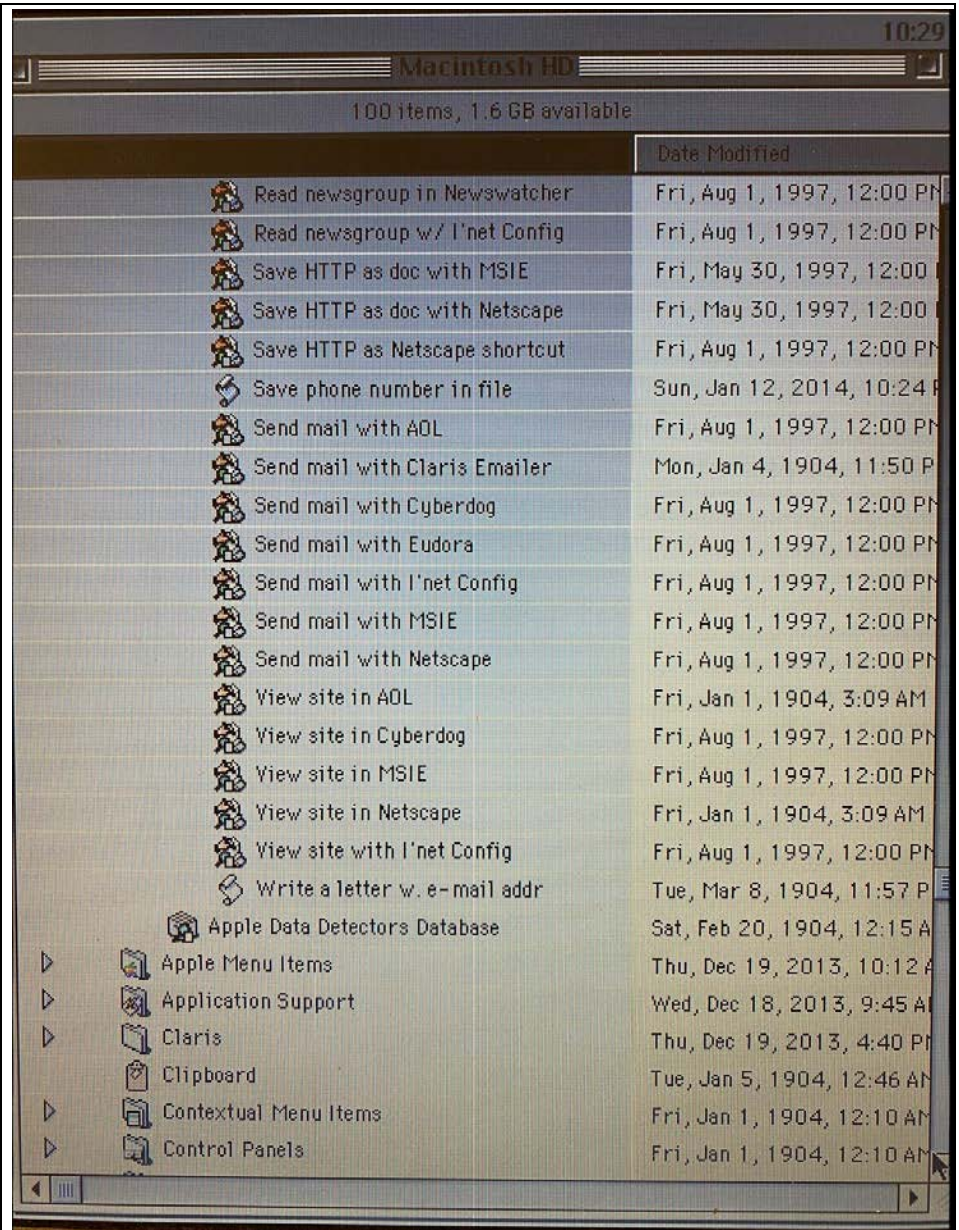 10:29
Macintosh HD
100 items, 1.6 GB available
Date Modified
Read newsgroup in Newswatcher Fri, Aug 1, 1997, 12:00 PM
Read newsgroup w/ I'net Config Fri, Aug 1, 1997, 12:00 PM
Save HTTP as doc with MSIE Fri, May 30, 1997, 12:00
Save HTTP as doc with Netscape Fri, May 30, 1997, 12:00
Save HTTP as Netscape shortcut Fri, Aug 1, 1997, 12:00 PM
Save phone number in file Sun, Jan 12, 2014, 10:24
Send mail with AOL Fri, Aug 1, 1997, 12:00 PM
Send mail with Claris Emailer Mon, Jan 4, 1904, 11:50 P
Send mail with Cyberdog Fri, Aug 1, 1997, 12:00 PM
Send mail with Eudora Fri, Aug 1, 1997, 12:00 PM
Send mail with I'net Config Fri, Aug 1, 1997, 12:00 PM
Send mail with MSIE Fri, Aug 1, 1997, 12:00 PM
Send mail with Netscape Fri, Aug 1, 1997, 12:00 PM
View site in AOL Fri, Jan 1, 1904, 3:09 AM
View site in Cyberdog Fri, Aug 1, 1997, 12:00 PM
View site in MSIE Fri, Aug 1, 1997, 12:00 PM
View site in Netscape Fri, Jan 1, 1904, 3:09 AM
View site with I'net Config Fri, Aug 1, 1997, 12:00 PM
Write a letter w. e-mail addr Tue, Mar 8, 1904, 11:57 P
Apple Data Detectors Database Sat, Feb 20, 1904, 12:15 A
Apple Menu Items Thu, Dec 19, 2013, 10:12 A
Application Support Wed, Dec 18, 2013, 9:45 AM
Claris Thu, Dec 19, 2013, 4:40 PM
Clipboard Tue, Jan 5, 1904, 12:46 AM
Contextual Menu Items Fri, Jan 1, 1904, 12:10 AM
Control Panels Fri, Jan 1, 1904, 12:10 AM